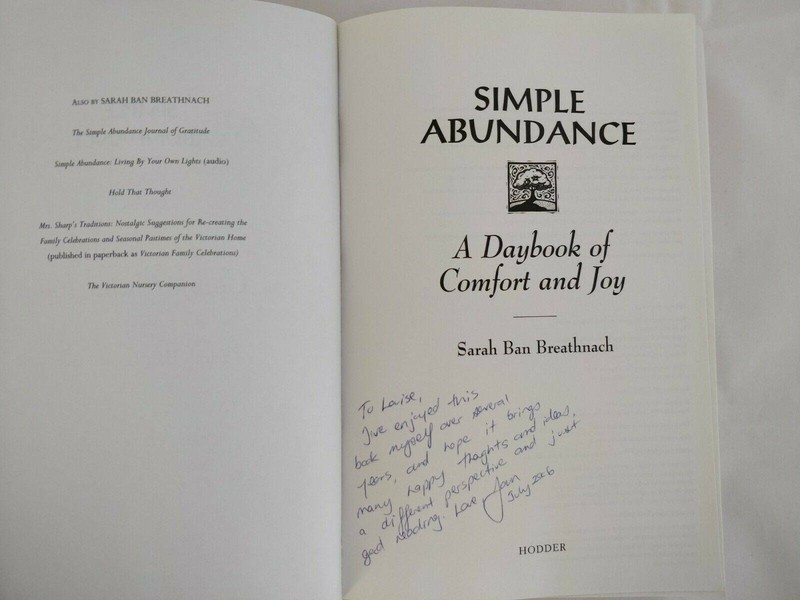 ALSO BY SARAH BAN BREATHNACH
The Simple Abundance Journal of Gratitude
Simple Abundance: Living By Your Own Lights (audio)
Hold That Thought
Mrs. Sharp's Traditions: Nostalgic Suggestions for Re-creating the
Family Celebrations and Seasonal Pastimes of the Victorian Home
(published in paperback as Victorian Family Celebrations)
The Victorian Nursery Companion
SIMPLE
ABUNDANCE
A Daybook of
Comfort and Joy
Sarah Ban Breathnach
To Louise,
I've enjoyed this
book myself over several
years, and hope it brings
many happy thoughts and ideas,
a different perspective and just
good reading. Love
July 2006
HODDER